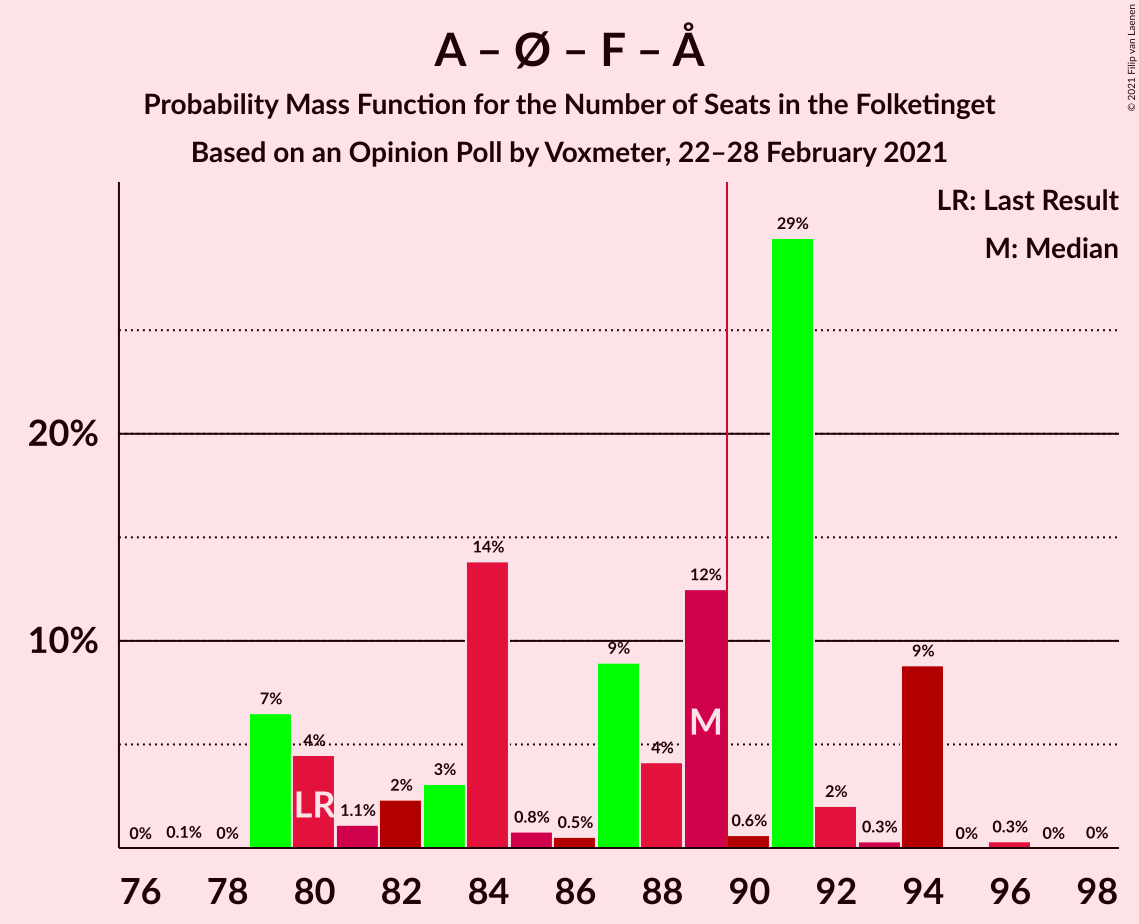 A – Ø – F – Å
Probability Mass Function for the Number of Seats in the Folketinget
Based on an Opinion Poll by Voxmeter, 22–28 February 2021
© 2021 Filip van Laenen
LR: Last Result
M: Median
20%
10%
0%
0.1%
0%
7%
4%
1.1%
2%
3%
14%
0.8%
0.5%
9%
4%
12%
0.6%
29%
2%
0.3%
9%
0%
0.3%
0%
0%
LR
M
76 78 80 82 84 86 88 90 92 94 96 98